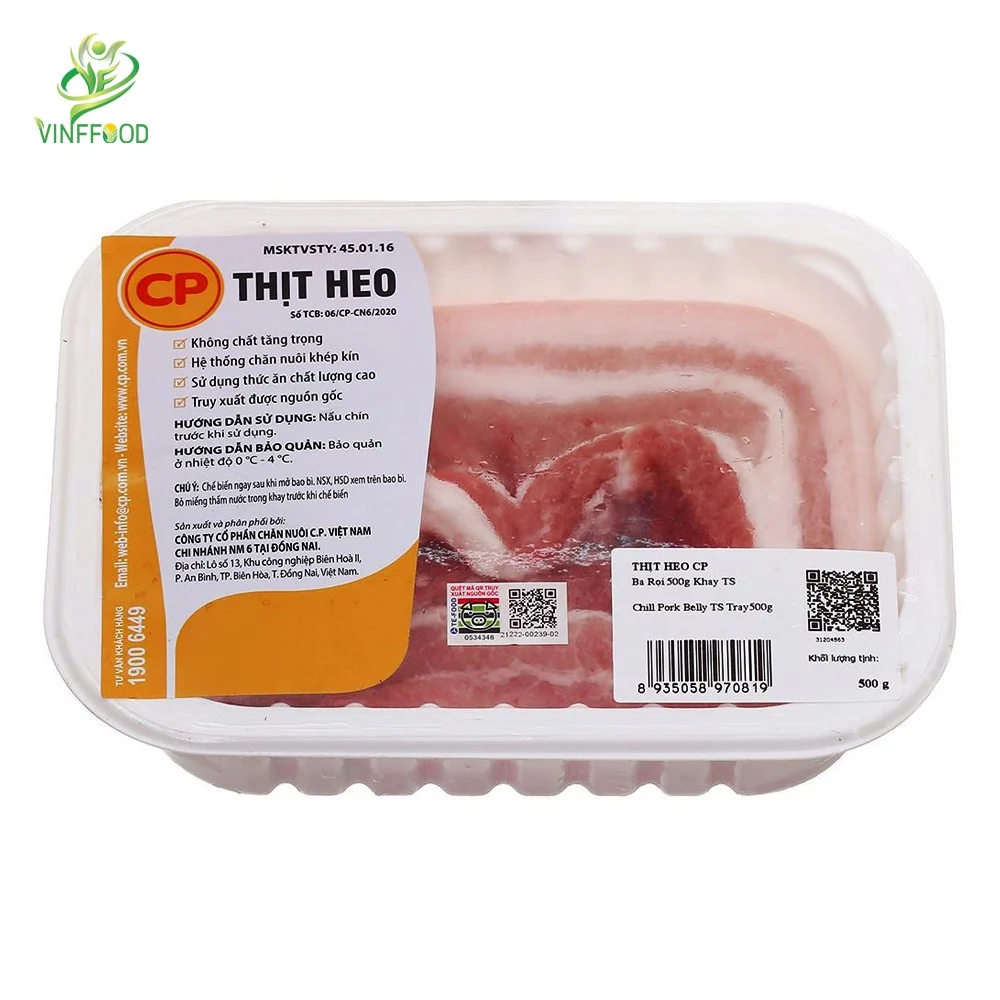 VINFFOOD
MSKTVSTY: 45.01.16
CP
THỊT HEO
Số TCB: 06/CP-CN6/2020
Không chất tăng trọng
Hệ thống chăn nuôi khép kín
Sử dụng thức ăn chất lượng cao
Truy xuất được nguồn gốc
HƯỚNG DẪN SỬ DỤNG: Nấu chín
trước khi sử dụng.
HƯỚNG DẪN BẢO QUẢN: Bảo quản
ở nhiệt độ 0 °C - 4 °C.
CHÚ Ý: Chế biến ngay sau khi mở bao bì. NSX, HSD xem trên bao bì.
Bỏ miếng thấm nước trong khay trước khi chế biến
Sản xuất và phân phối bởi:
CÔNG TY CỔ PHẦN CHĂN NUÔI C.P. VIỆT NAM
CHI NHÁNH NM 6 TẠI ĐỒNG NAI.
Địa chỉ: Lô số 13, Khu công nghiệp Biên Hoà II,
P. An Bình, TP. Biên Hòa, T. Đồng Nai, Việt Nam.
Email: web-info@cp.com.vn - Website: www.cp.com.vn
TƯ VẤN KHÁCH HÀNG
1900 6449
QUÉT MÃ QR TRUY
XUẤT NGUỒN GỐC
TE-FOOD
0534348
21222-00239-02
THỊT HEO CP
Ba Rọi 500g Khay TS
Chill Pork Belly TS Tray500g
8 935058 970819
31204863
Khối lượng tịnh:
500 g